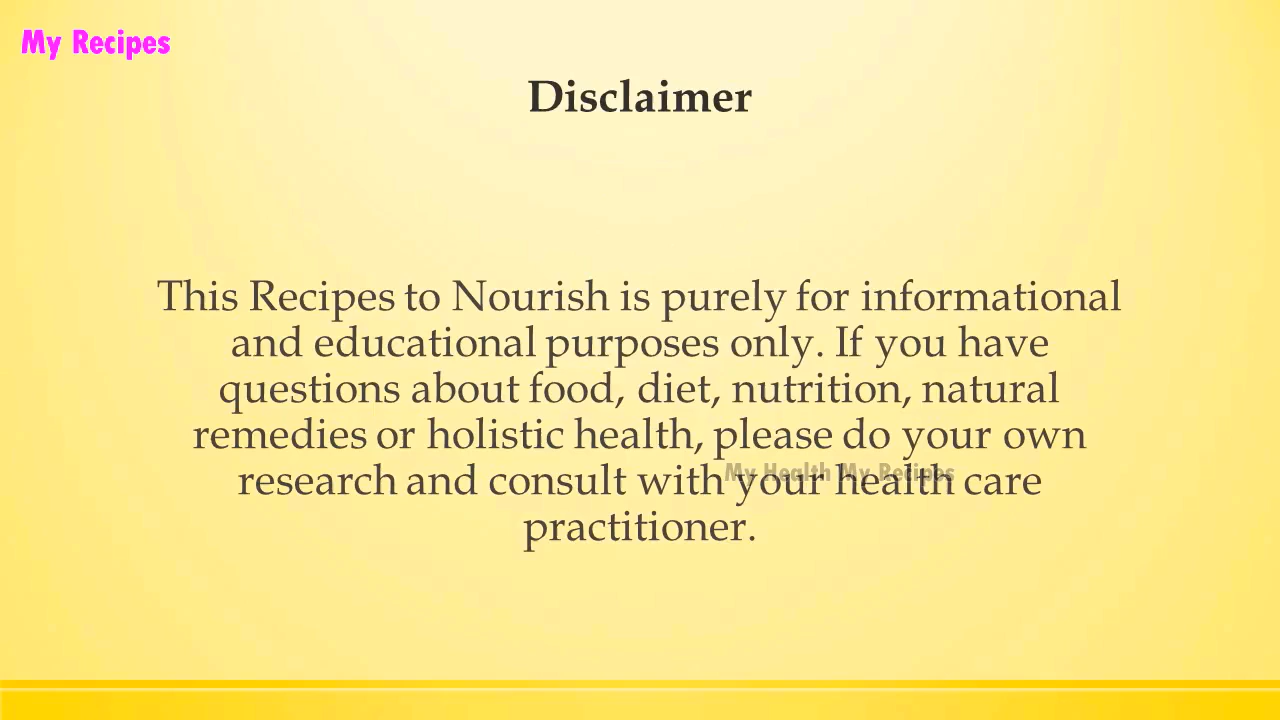 My Recipes
Disclaimer
This Recipes to Nourish is purely for informational
and educational purposes only. If you have
questions about food, diet, nutrition, natural
remedies or holistic health, please do your own
My Health My Recipes
research and consult with your health care
practitioner.